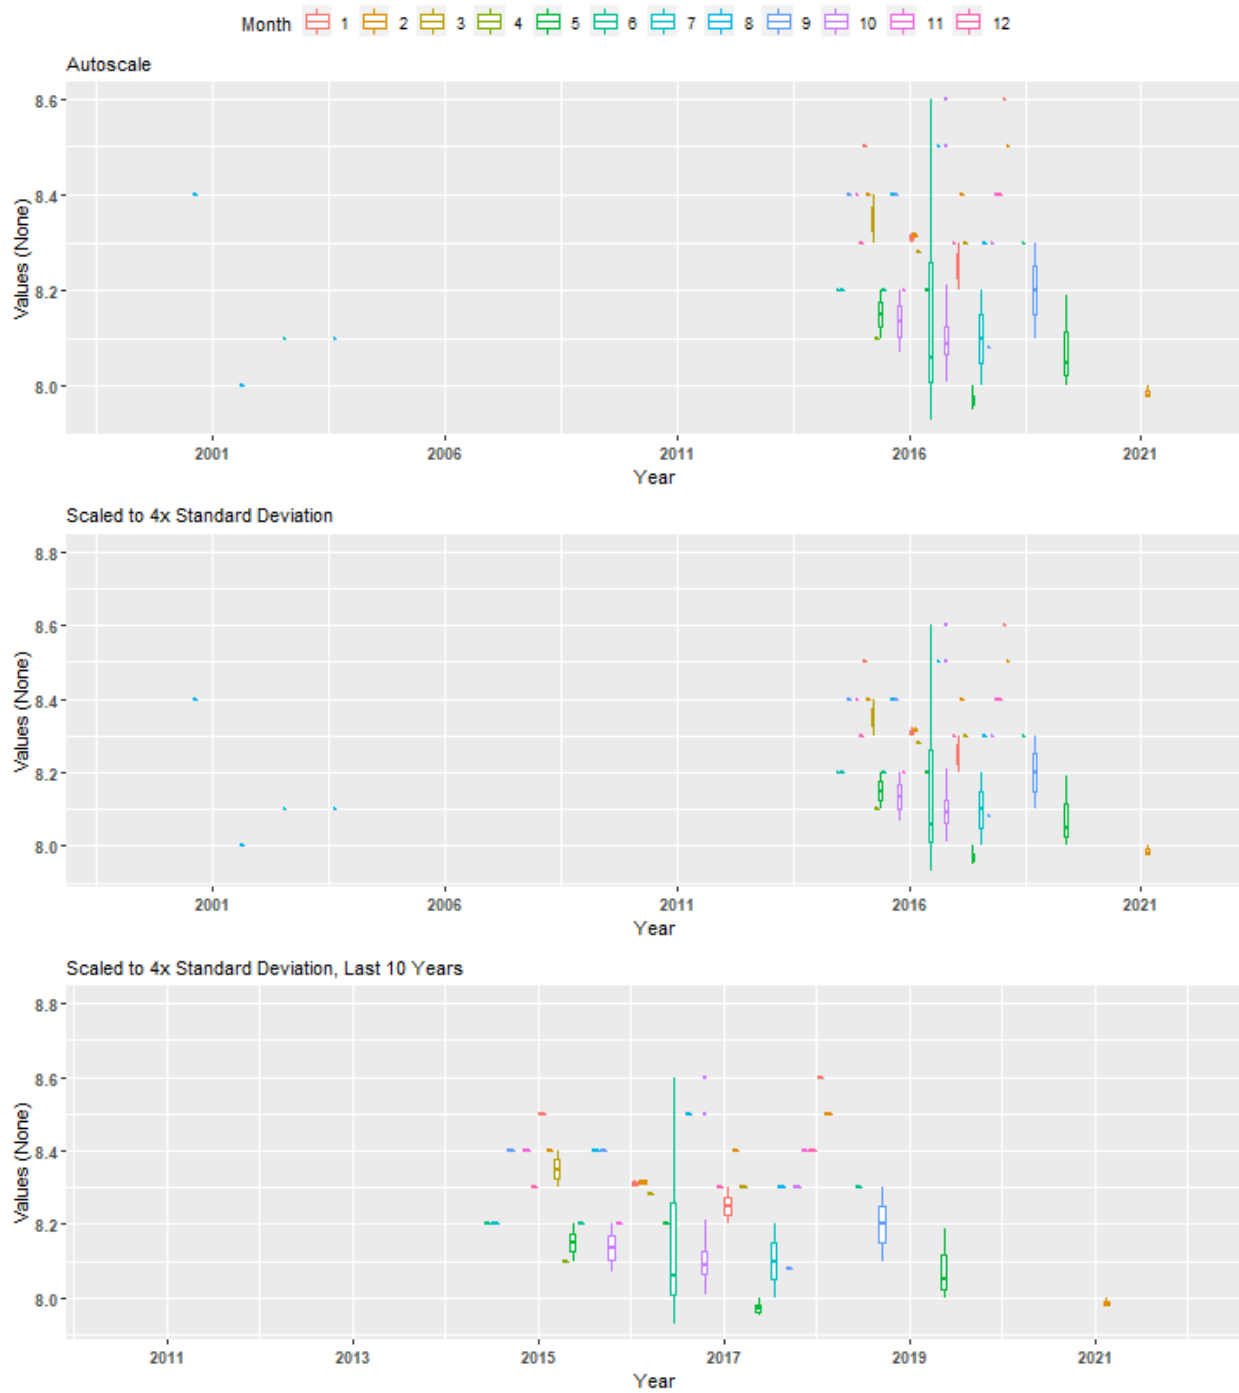 Month 1 2 3 4 5 6 7 8 9 10 11 12
Autoscale
8.6
8.4
8.2
8.0
Values (None)
2001 2006 2011 2016 2021
Year
Scaled to 4x Standard Deviation
8.8
8.6
8.4
8.2
8.0
Values (None)
2001 2006 2011 2016 2021
Year
Scaled to 4x Standard Deviation, Last 10 Years
8.8
8.6
8.4
8.2
8.0
Values (None)
2011 2013 2015 2017 2019 2021
Year